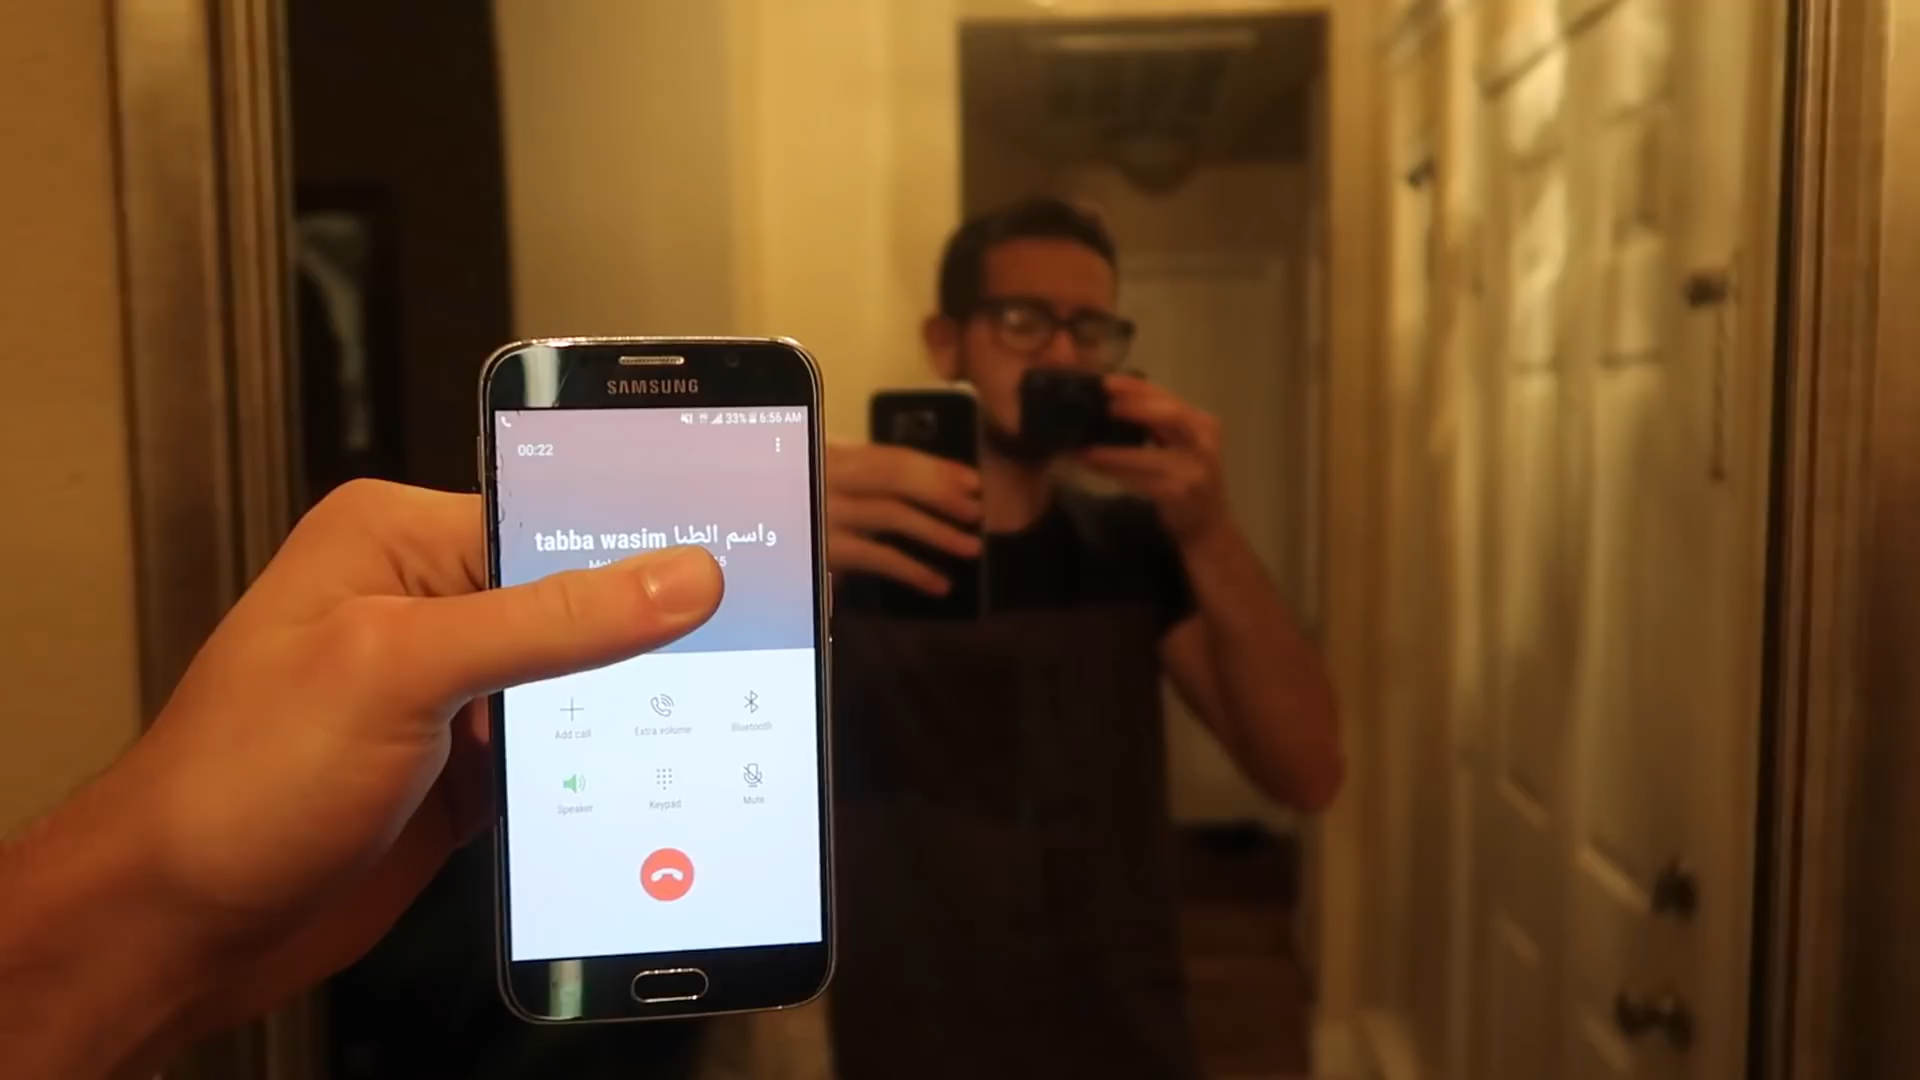 SAMSUNG
33% 6:56 AM
00:22
tabba wasim واسم الطبا
Add call
Extra volume
Bluetooth
Speaker
Keypad
Mute